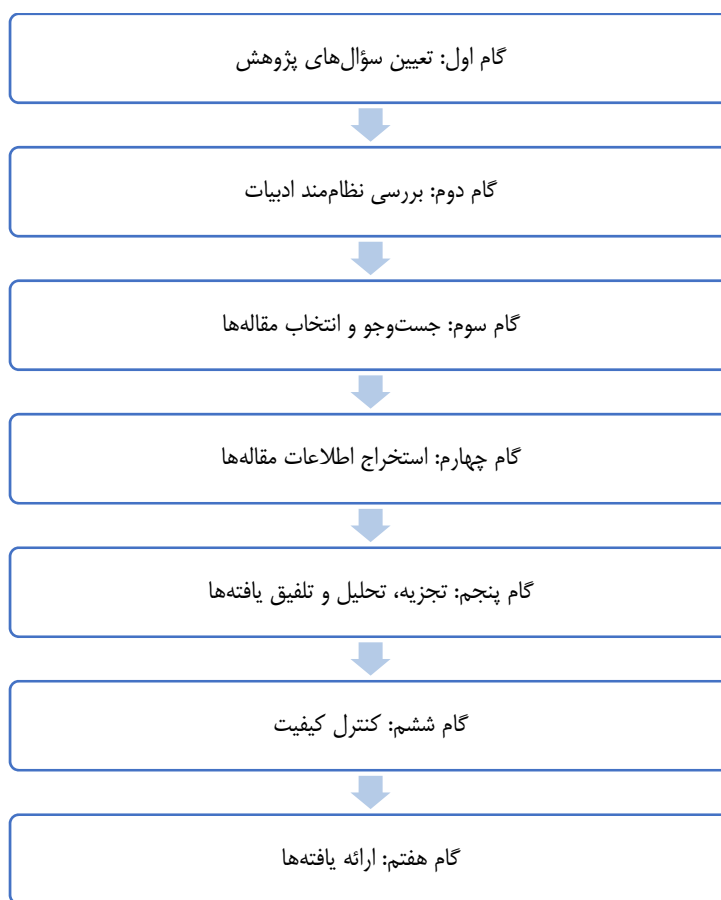 گام اول: تعیین سؤال‌های پژوهش
گام دوم: بررسی نظام‌مند ادبیات
گام سوم: جست‌وجو و انتخاب مقاله‌ها
گام چهارم: استخراج اطلاعات مقاله‌ها
گام پنجم: تجزیه، تحلیل و تلفیق یافته‌ها
گام ششم: کنترل کیفیت
گام هفتم: ارائه یافته‌ها